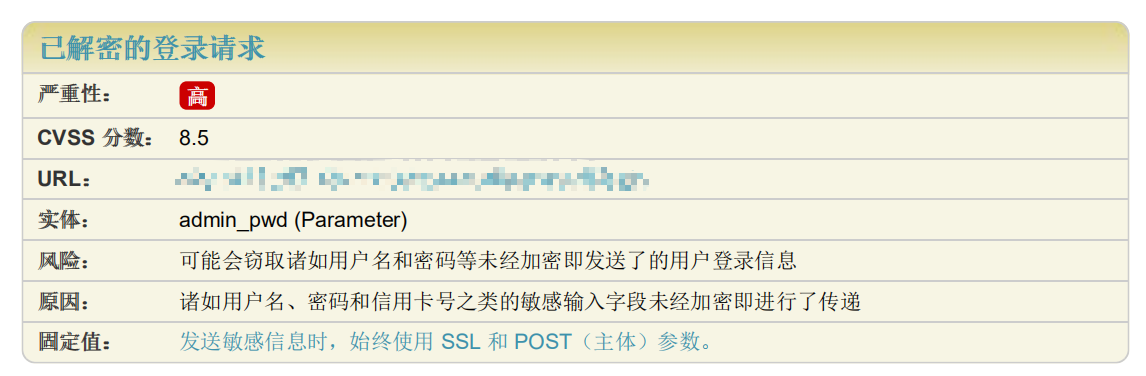 已解密的登录请求
严重性： 高
CVSS 分数： 8.5
URL：
实体： admin_pwd (Parameter)
风险： 可能会窃取诸如用户名和密码等未经加密即发送了的用户登录信息
原因： 诸如用户名、密码和信用卡号之类的敏感输入字段未经加密即进行了传递
固定值： 发送敏感信息时，始终使用 SSL 和 POST（主体）参数。